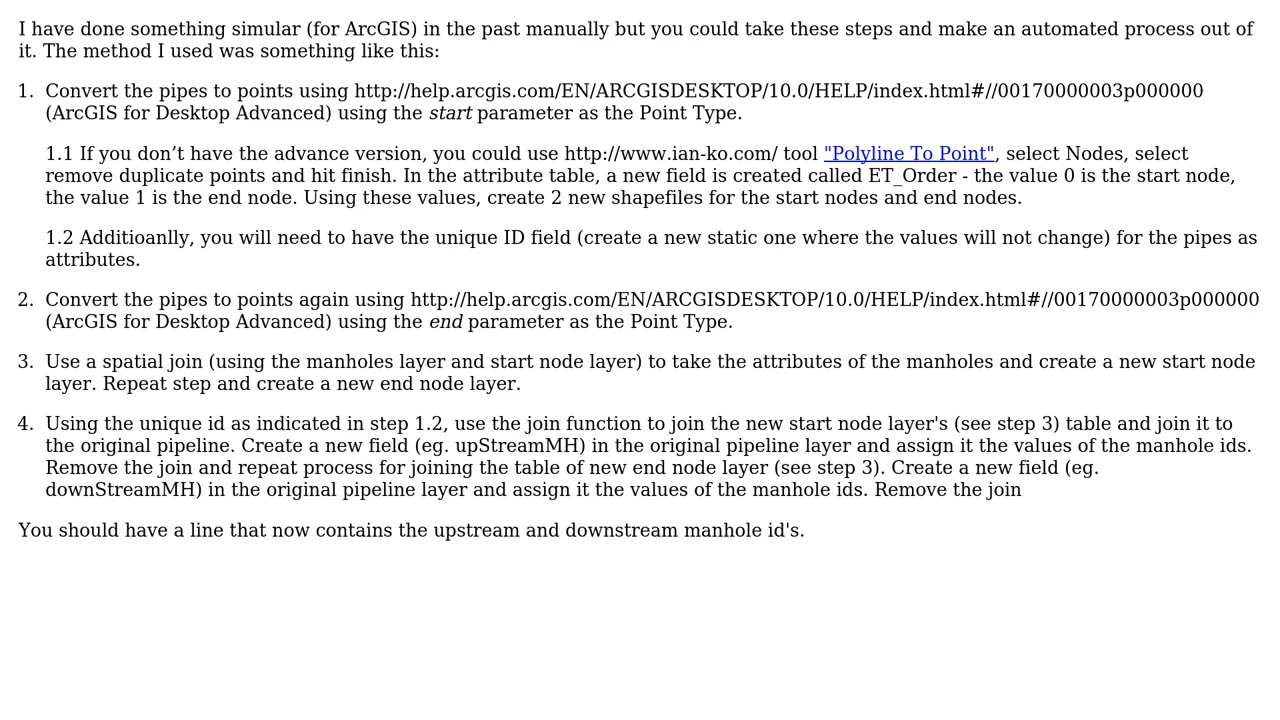 I have done something simular (for ArcGIS) in the past manually but you could take these steps and make an automated process out of
it. The method I used was something like this:
1. Convert the pipes to points using http://help.arcgis.com/EN/ARCGISDESKTOP/10.0/HELP/index.html#//00170000003p000000
(ArcGIS for Desktop Advanced) using the start parameter as the Point Type.
1.1 If you don’t have the advance version, you could use http://www.ian-ko.com/ tool "Polyline To Point", select Nodes, select
remove duplicate points and hit finish. In the attribute table, a new field is created called ET_Order - the value 0 is the start node,
the value 1 is the end node. Using these values, create 2 new shapefiles for the start nodes and end nodes.
1.2 Additioanlly, you will need to have the unique ID field (create a new static one where the values will not change) for the pipes as
attributes.
2. Convert the pipes to points again using http://help.arcgis.com/EN/ARCGISDESKTOP/10.0/HELP/index.html#//00170000003p000000
(ArcGIS for Desktop Advanced) using the end parameter as the Point Type.
3. Use a spatial join (using the manholes layer and start node layer) to take the attributes of the manholes and create a new start node
layer. Repeat step and create a new end node layer.
4. Using the unique id as indicated in step 1.2, use the join function to join the new start node layer's (see step 3) table and join it to
the original pipeline. Create a new field (eg. upStreamMH) in the original pipeline layer and assign it the values of the manhole ids.
Remove the join and repeat process for joining the table of new end node layer (see step 3). Create a new field (eg.
downStreamMH) in the original pipeline layer and assign it the values of the manhole ids. Remove the join
You should have a line that now contains the upstream and downstream manhole id's.